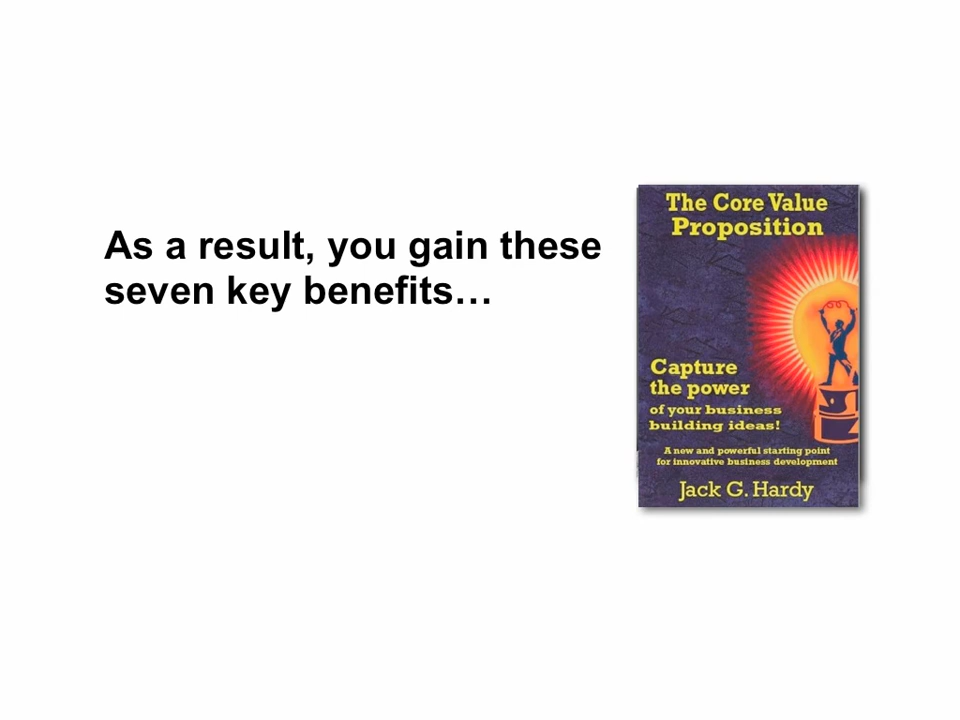 As a result, you gain these
seven key benefits…
The Core Value
Proposition
Capture
the power
of your business
building ideas!
A new and powerful starting point
for innovative business development
Jack G. Hardy